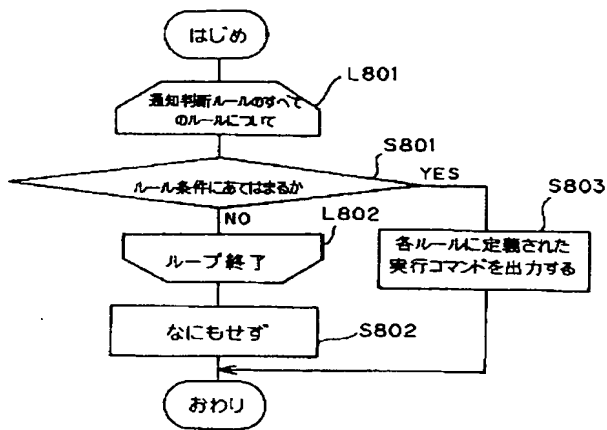 はじめ
L801
通知判断ルールのすべて
のルールについて
S801
ルール条件にあてはまるか
YES
S803
NO
L802
各ルールに定義された
実行コマンドを出力する
ループ終了
なにもせず
S802
おわり